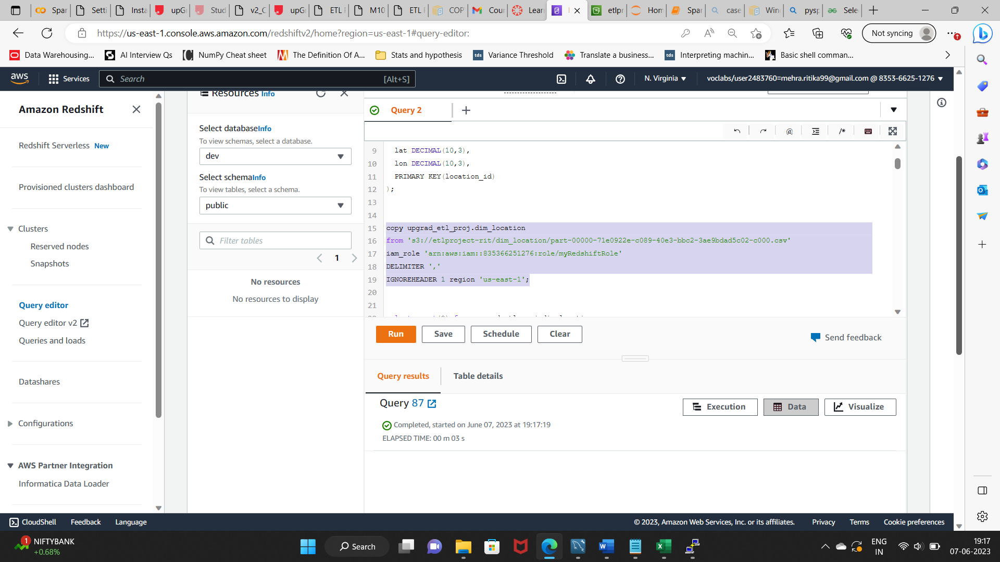 Spar
Setti
Insta
upGr
Stud
v2_C
upGr
ETL F
M10
ETL F
COP
Cour
Lear
etlpr
Hom
Spar
case
Winc
pysp
Sele
https://us-east-1.console.aws.amazon.com/redshiftv2/home?region=us-east-1#query-editor:
Not syncing
Data Warehousing...
AI Interview Qs
NumPy Cheat sheet
The Definition Of A...
Stats and hypothesis
tds
Variance Threshold
Translate a business...
tds
Interpreting machin...
Basic shell comman...
aws
Services
Search
[Alt+S]
N. Virginia
voclabs/user2483760=mehra.ritika99@gmail.com @ 8353-6625-1276
Amazon Redshift
Redshift Serverless New
Provisioned clusters dashboard
Clusters
Reserved nodes
Snapshots
Query editor
Query editor v2
Queries and loads
Datashares
Configurations
AWS Partner Integration
Informatica Data Loader
Resources Info
Select databaseInfo
To view schemas, select a database.
dev
Select schemaInfo
To view tables, select a schema.
public
Filter tables
1
No resources
No resources to display
Query 2
@
/*
9 lat DECIMAL(10,3),
10 lon DECIMAL(10,3),
11 PRIMARY KEY(location_id)
12 );
13
14
15 copy upgrad_etl_proj.dim_location
16 from 's3://etlproject-rit/dim_location/part-00000-71e0922e-c089-40e3-bbc2-3ae9bdad5c02-c000.csv'
17 iam_role 'arn:aws:iam::835366251276:role/myRedshiftRole'
18 DELIMITER ','
19 IGNOREHEADER 1 region 'us-east-1';
20
21
Run
Save
Schedule
Clear
Send feedback
Query results
Table details
Query 87
Execution
Data
Visualize
Completed, started on June 07, 2023 at 19:17:19
ELAPSED TIME: 00 m 03 s
CloudShell
Feedback
Language
© 2023, Amazon Web Services, Inc. or its affiliates.
Privacy
Terms
Cookie preferences
1
NIFTYBANK
+0.68%
Search
ENG
IN
19:17
07-06-2023